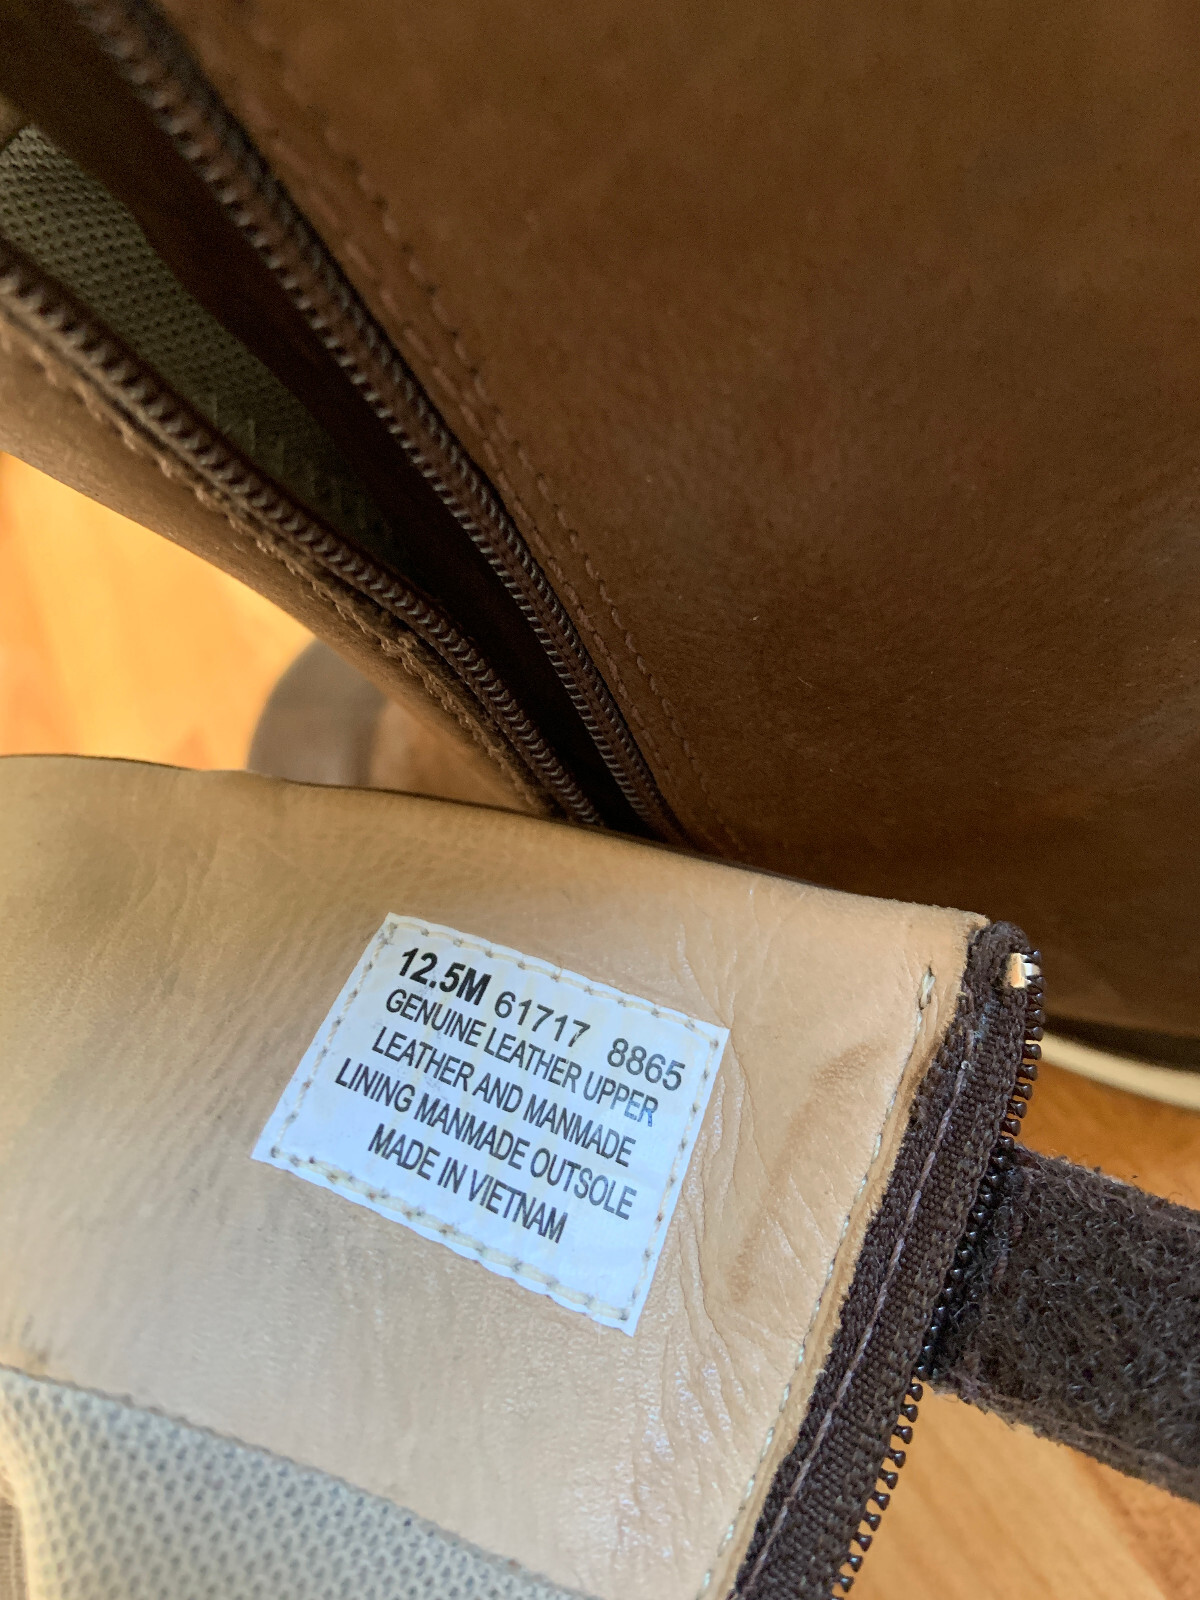 12.5M 61717 8865
GENUINE LEATHER UPPER
LEATHER AND MANMADE
LINING MANMADE OUTSOLE
MADE IN VIETNAM